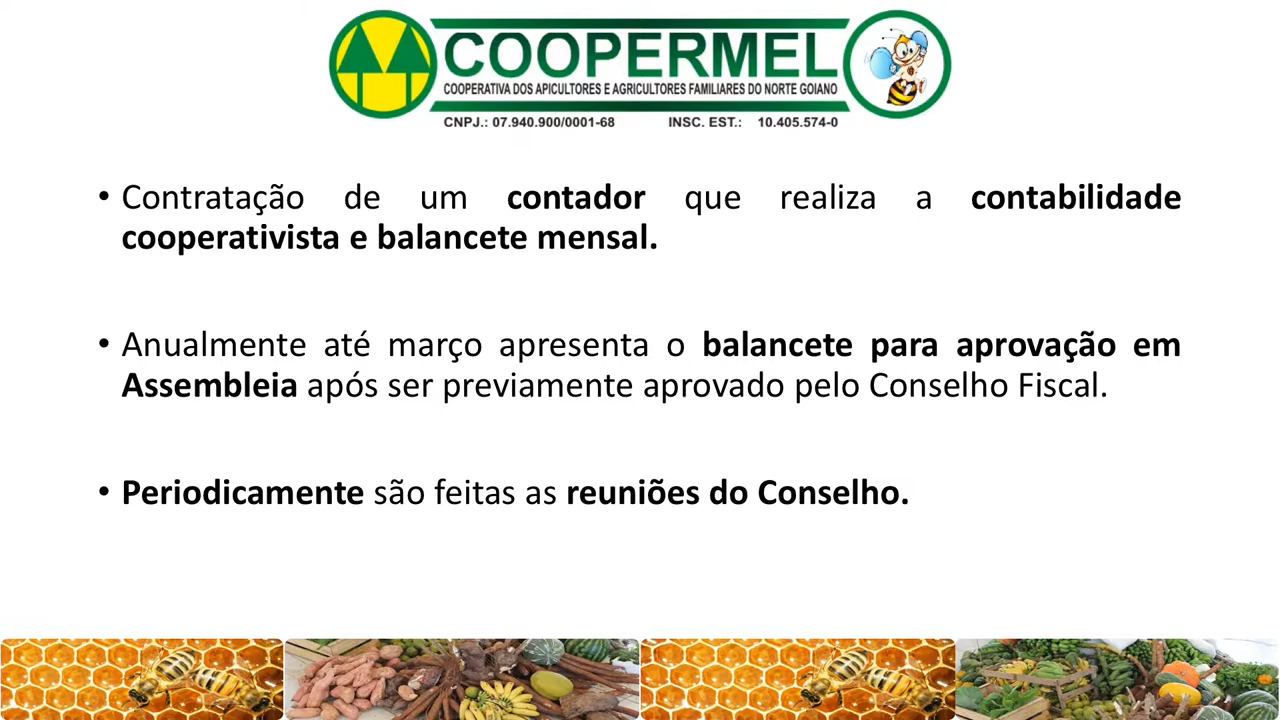 COOPERMEL
COOPERATIVA DOS APICULTORES E AGRICULTORES FAMILIARES DO NORTE GOIANO
CNPJ.: 07.940.900/0001-68 INSC. EST.: 10.405.574-0
• Contratação de um contador que realiza a contabilidade
cooperativista e balancete mensal.
• Anualmente até março apresenta o balancete para aprovação em
Assembleia após ser previamente aprovado pelo Conselho Fiscal.
• Periodicamente são feitas as reuniões do Conselho.